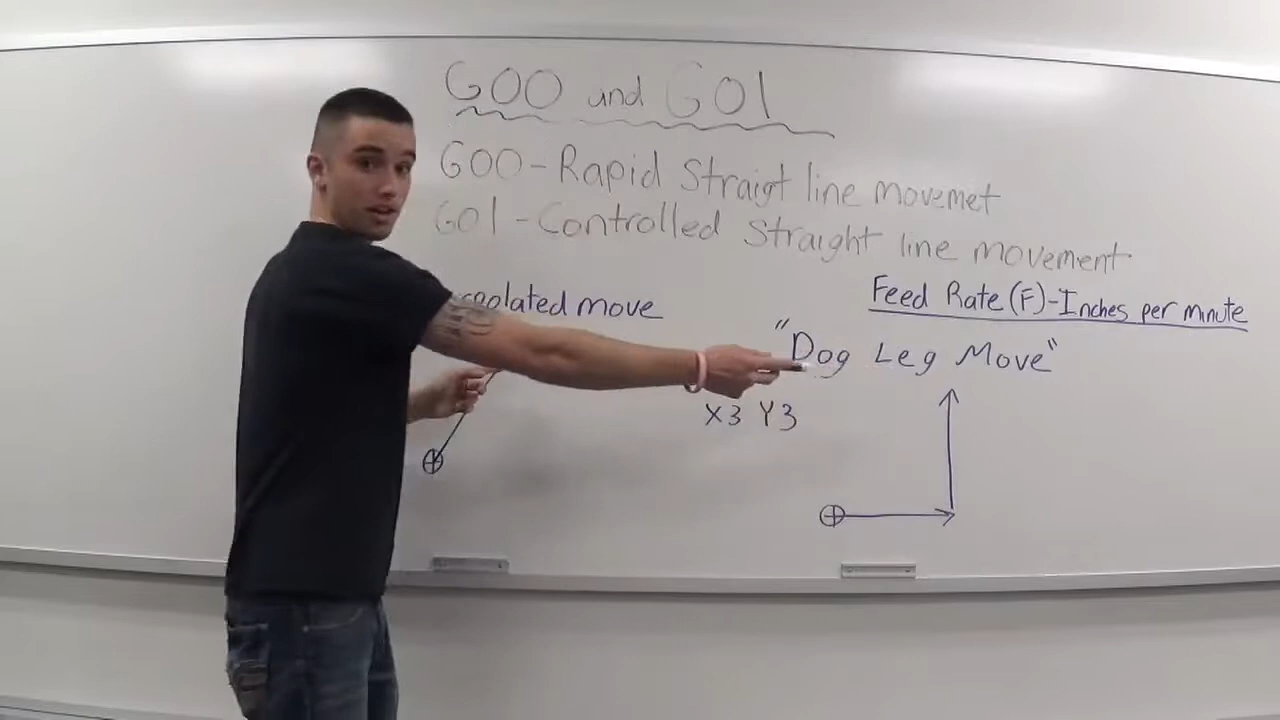 G00 and G01
G00-Rapid Straigt line movemet
G01-Controlled Straight line movement
move
Feed Rate (F)-Inches per minute
"Dog Leg Move"
X3 Y3